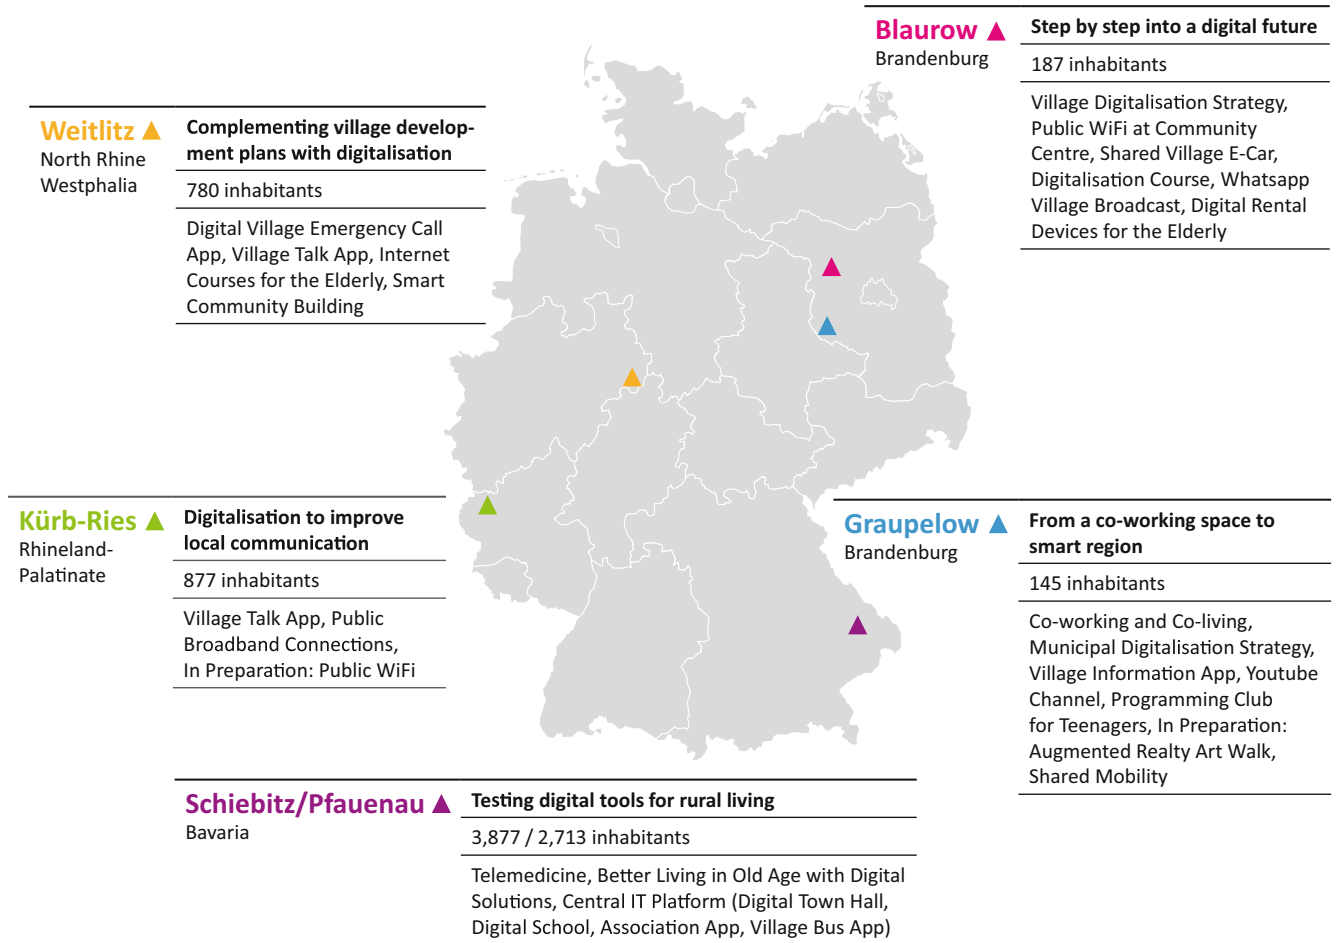 Blaurow
Brandenburg
Step by step into a digital future
187 inhabitants
Village Digitalisation Strategy,
Public WiFi at Community
Centre, Shared Village E-Car,
Digitalisation Course, Whatsapp
Village Broadcast, Digital Rental
Devices for the Elderly
Weitlitz
North Rhine
Westphalia
Complementing village develop-
ment plans with digitalisation
780 inhabitants
Digital Village Emergency Call
App, Village Talk App, Internet
Courses for the Elderly, Smart
Community Building
Kürb-Ries
Rhineland-
Palatinate
Digitalisation to improve
local communication
877 inhabitants
Village Talk App, Public
Broadband Connections,
In Preparation: Public WiFi
Graupelow
Brandenburg
From a co-working space to
smart region
145 inhabitants
Co-working and Co-living,
Municipal Digitalisation Strategy,
Village Information App, Youtube
Channel, Programming Club
for Teenagers, In Preparation:
Augmented Realty Art Walk,
Shared Mobility
Schiebitz/Pfauenau
Bavaria
Testing digital tools for rural living
3,877 / 2,713 inhabitants
Telemedicine, Better Living in Old Age with Digital
Solutions, Central IT Platform (Digital Town Hall,
Digital School, Association App, Village Bus App)